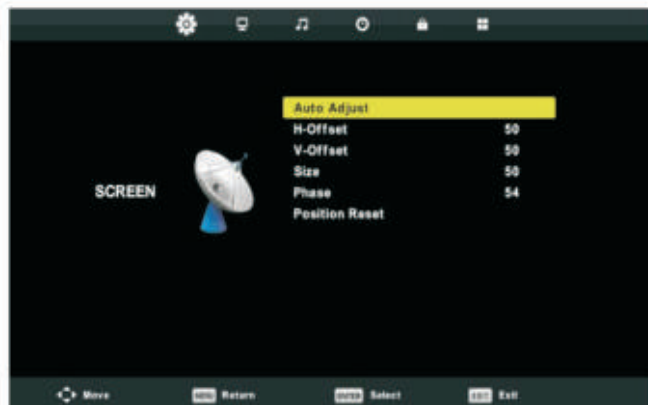 Auto Adjust
H-Offset 50
V-Offset 50
Size 50
SCREEN
Phase 54
Position Reset
Move MENU Return ENTER Select EXIT Exit